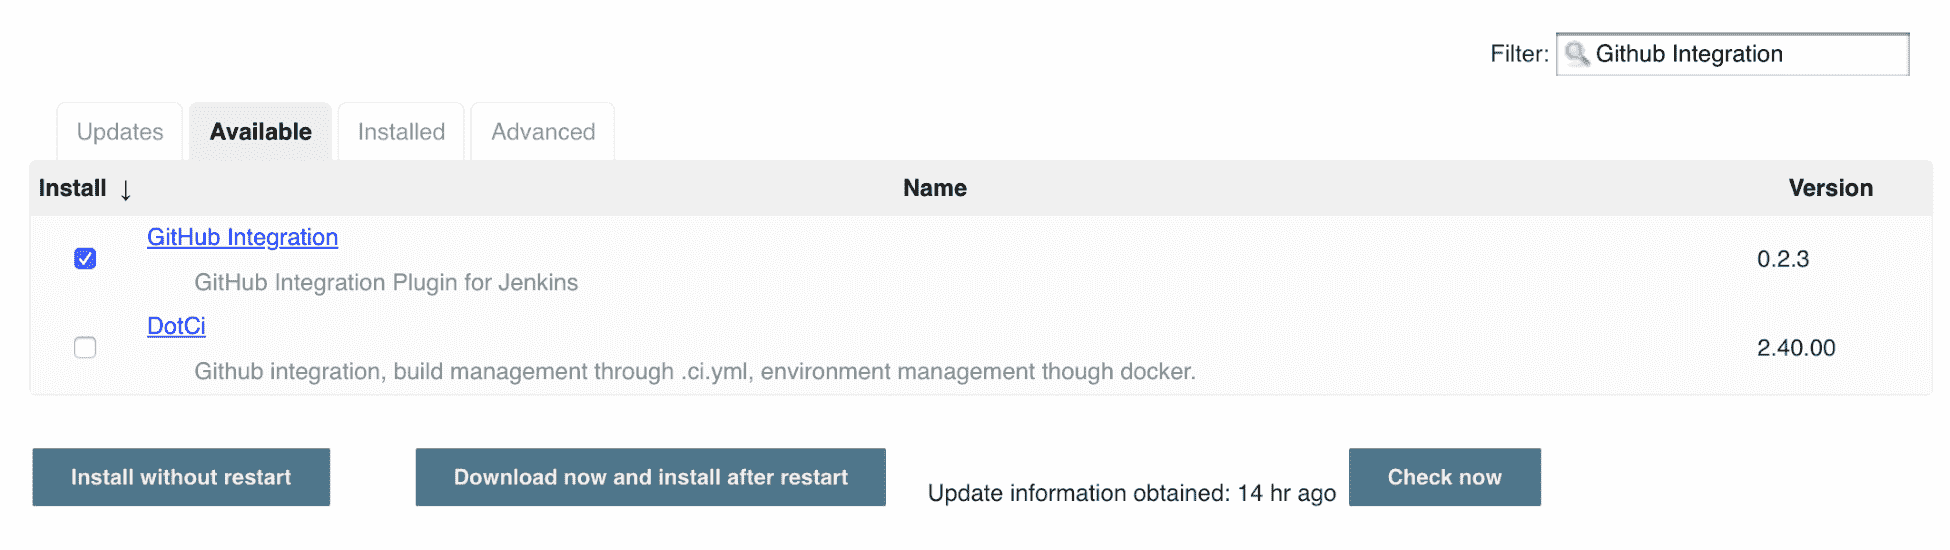 Filter: Github Integration
Updates Available Installed Advanced
Install ↓ Name Version
GitHub Integration
GitHub Integration Plugin for Jenkins
0.2.3
DotCi
Github integration, build management through .ci.yml, environment management though docker.
2.40.00
Install without restart Download now and install after restart Update information obtained: 14 hr ago Check now